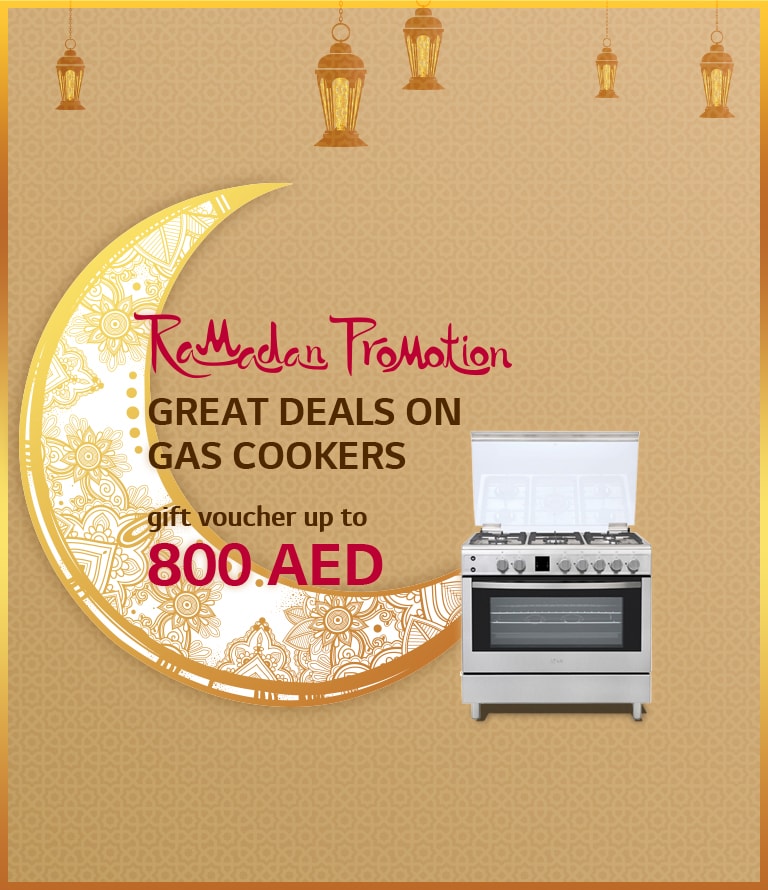 Ramadan Promotion
GREAT DEALS ON
GAS COOKERS
gift voucher up to
800 AED